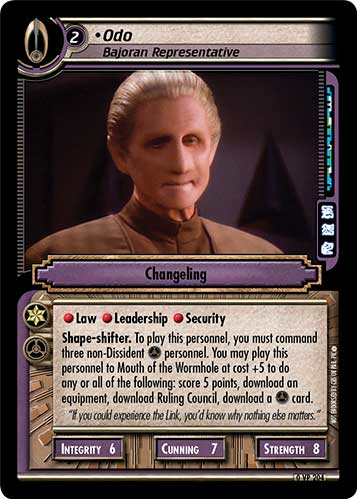 2 • Odo
Bajoran Representative
Changeling
Law Leadership Security
Shape-shifter. To play this personnel, you must command
three non-Dissident personnel. You may play this
personnel to Mouth of the Wormhole at cost +5 to do
any or all of the following: score 5 points, download an
equipment, download Ruling Council, download a card.
"If you could experience the Link, you'd know why nothing else matters."
INTEGRITY 6 CUNNING 7 STRENGTH 8
0 VP 204